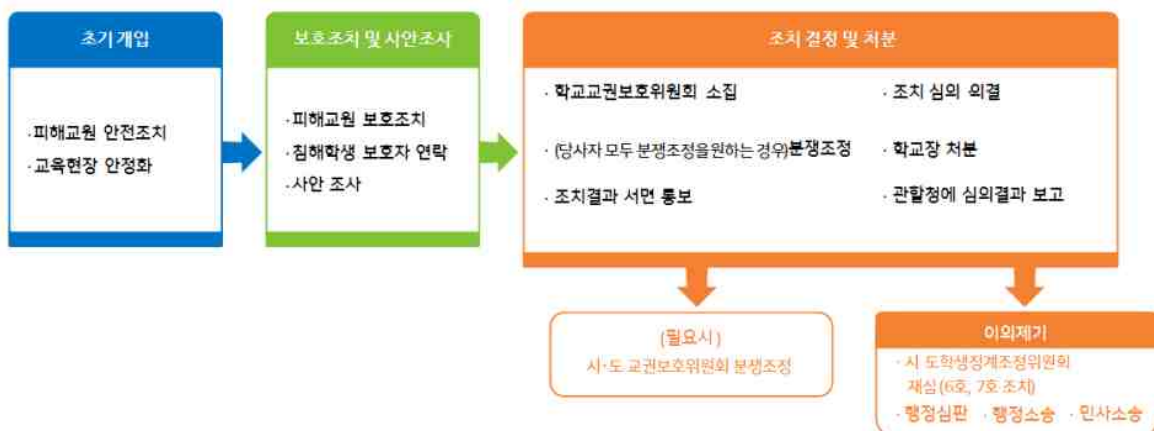 초기 개입
· 피해교원 안전조치
· 교육현장 안정화
보호조치 및 사안조사
· 피해교원 보호조치
· 침해학생 보호자 연락
· 사안 조사
조치 결정 및 처분
· 학교교권보호위원회 소집
· 조치 심의 의결
· (당사자 모두 분쟁조정을 원하는 경우)분쟁조정
· 학교장 처분
· 조치결과 서면 통보
· 관할청에 심의결과 보고
(필요시)
시·도 교권보호위원회 분쟁조정
이의제기
· 시 도학생징계조정위원회
재심 (6호, 7호 조치)
· 행정심판 · 행정소송 · 민사소송